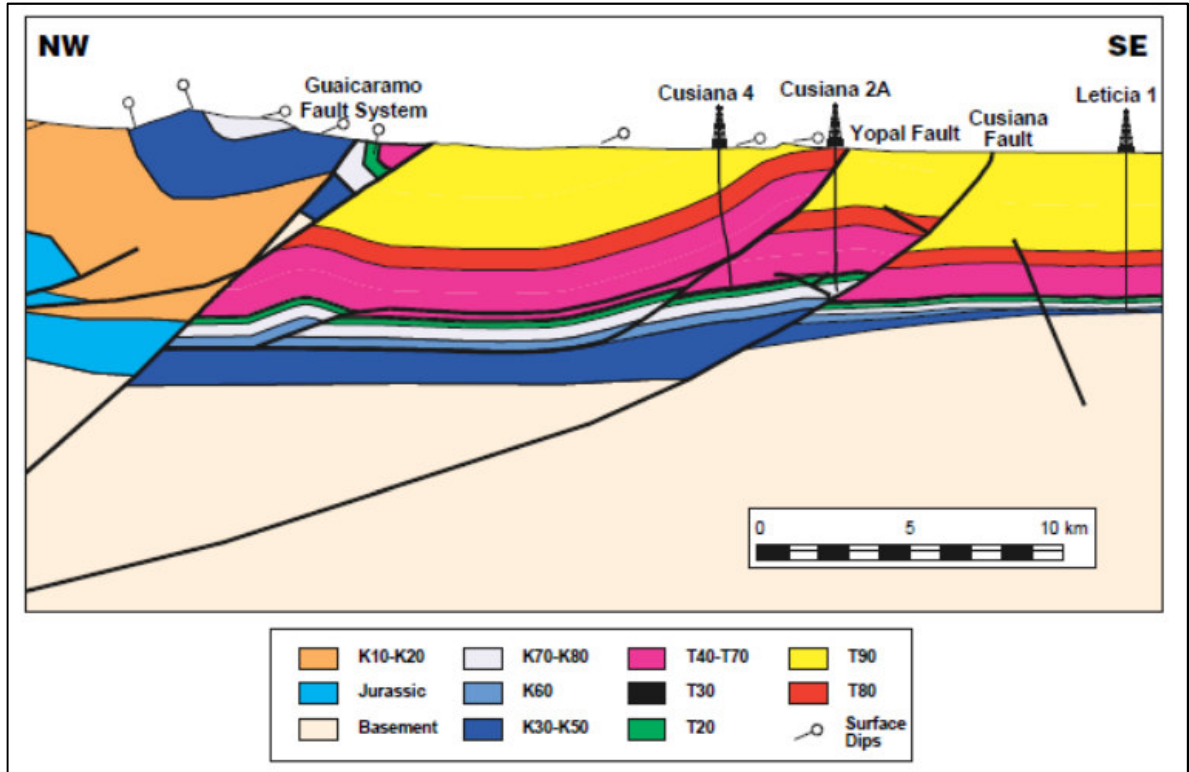 NW
SE
Guaicaramo
Fault System
Cusiana 4
Cusiana 2A
Yopal Fault
Cusiana
Fault
Leticia 1
0 5 10 km
K10-K20 K70-K80 T40-T70 T90
Jurassic K60 T30 T80
Basement K30-K50 T20 Surface
Dips